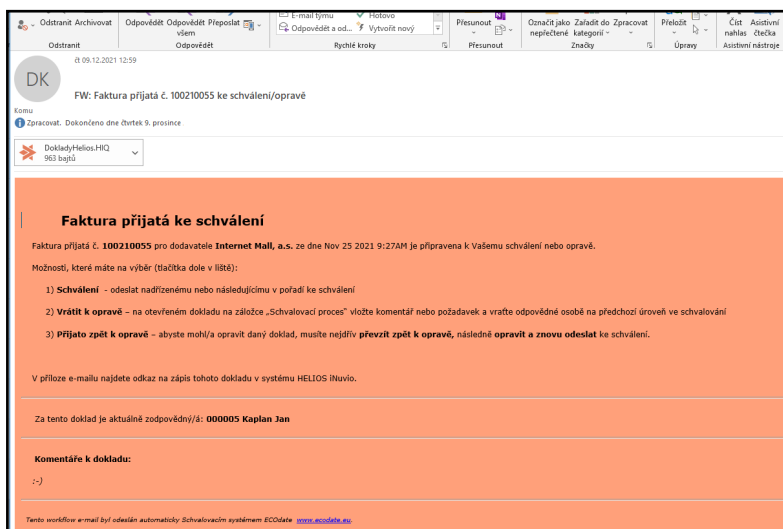 E-mail týmu Hotovo
Odstranit Archivovat Odpovědět Odpovědět Přeposlat Odpovědět a od... Vytvořit nový Přesunout Označit jako Zařadit do Zpracovat Přeložit Číst Asistivní
všem nepřečtené kategorií nahlas čtečka
Odstranit Odpovědět Rychlé kroky Přesunout Značky Úpravy Asistivní nástroje
čt 09.12.2021 12:59
DK
FW: Faktura přijatá č. 100210055 ke schválení/opravě
Komu
Zpracovat. Dokončeno dne čtvrtek 9. prosince
DokladyHelios.HIQ
963 bajtů
Faktura přijatá ke schválení
Faktura přijatá č. 100210055 pro dodavatele Internet Mall, a.s. ze dne Nov 25 2021 9:27AM je připravena k Vašemu schválení nebo opravě.
Možnosti, které máte na výběr (tlačítka dole v liště):
1) Schválení - odeslat nadřízenému nebo následujícímu v pořadí ke schválení
2) Vrátit k opravě – na otevřeném dokladu na záložce „Schvalovací proces" vložte komentář nebo požadavek a vraťte odpovědné osobě na předchozí úroveň ve schvalování
3) Přijato zpět k opravě – abyste mohl/a opravit daný doklad, musíte nejdřív převzít zpět k opravě, následně opravit a znovu odeslat ke schválení.
V příloze e-mailu najdete odkaz na zápis tohoto dokladu v systému HELIOS iNuvio.
Za tento doklad je aktuálně zodpovědný/á: 000005 Kaplan Jan
Komentáře k dokladu:
:-)
Tento workflow e-mail byl odeslán automaticky Schvalovacím systémem ECOdate www.ecodate.eu.